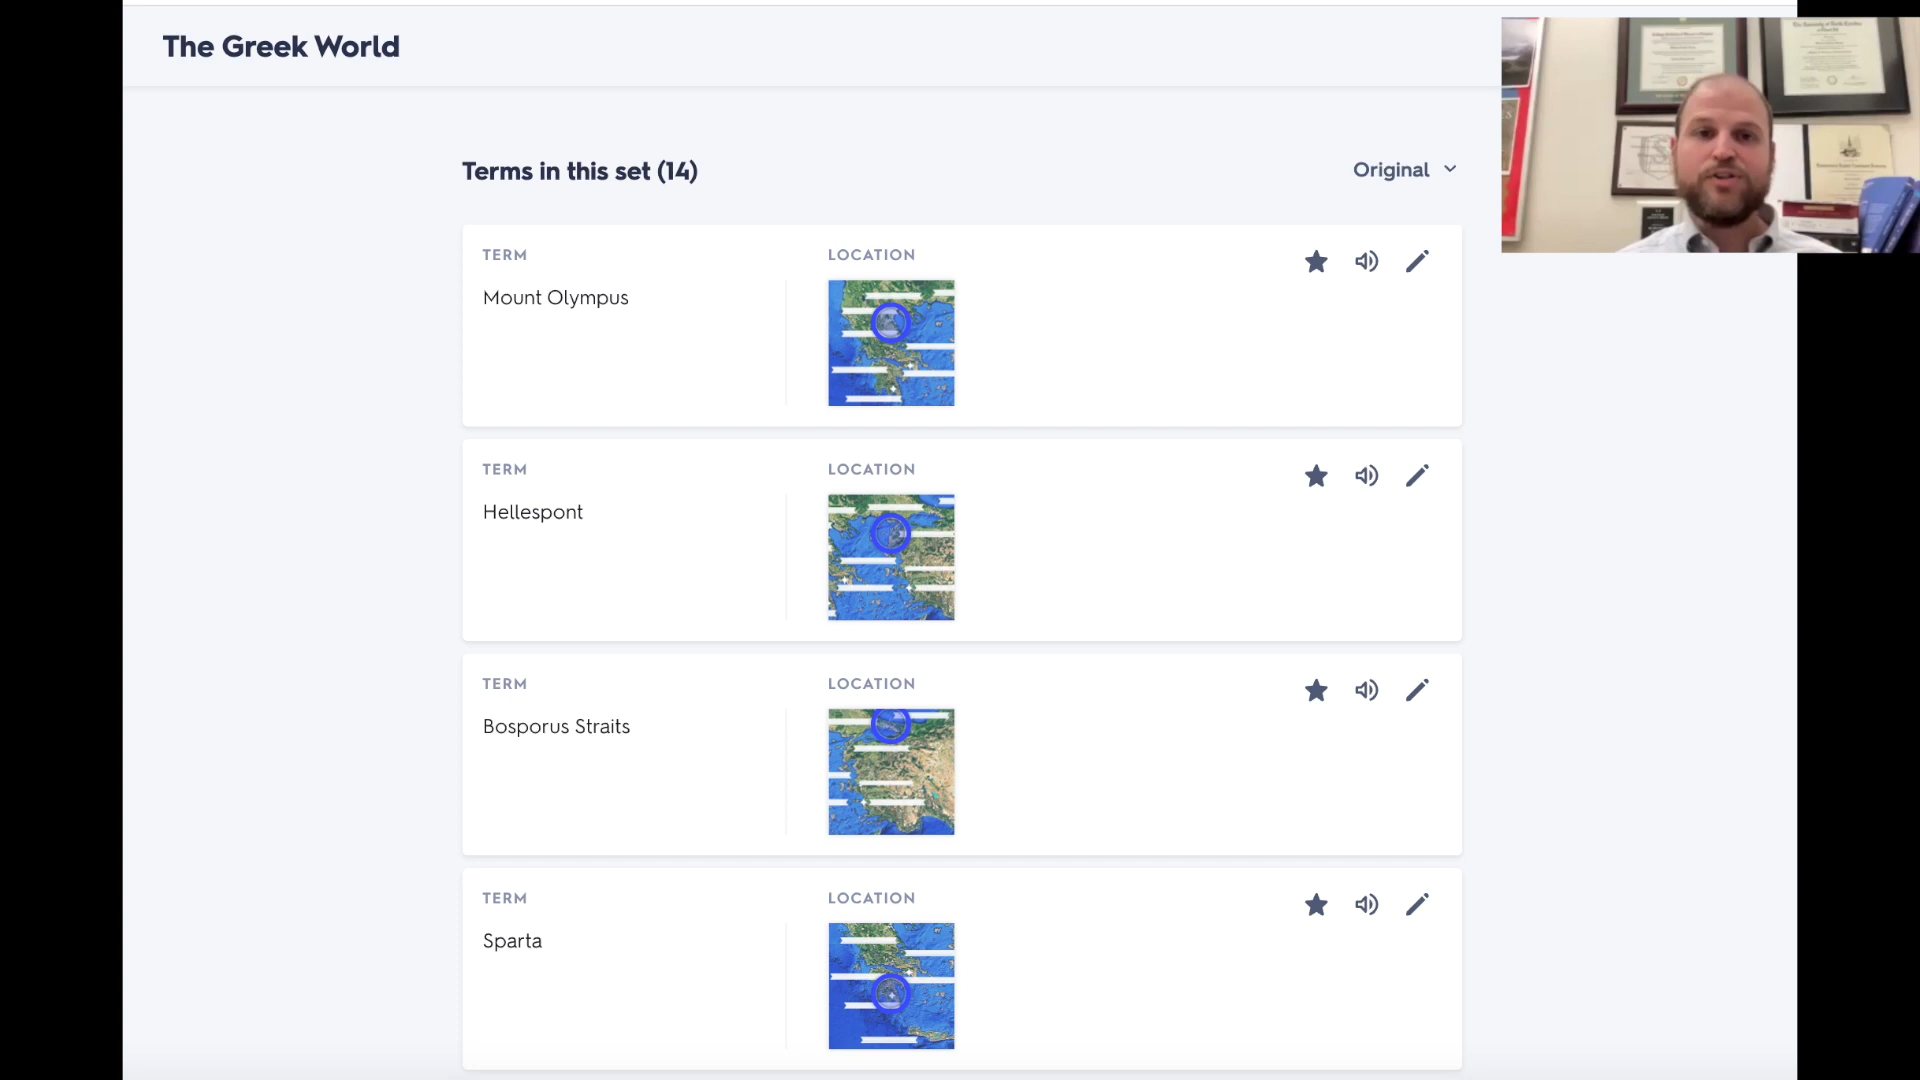 The Greek World
Terms in this set (14)
Original
TERM
LOCATION
Mount Olympus
TERM
LOCATION
Hellespont
TERM
LOCATION
Bosporus Straits
TERM
LOCATION
Sparta